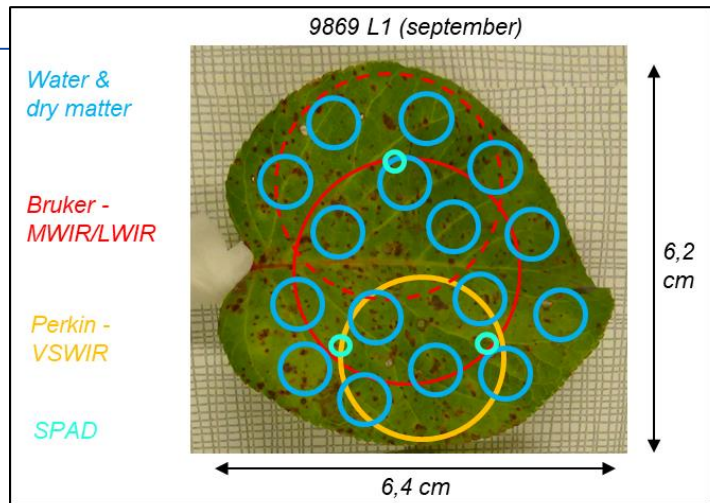 9869 L1 (september)
Water &
dry matter
Bruker -
MWIR/LWIR
Perkin -
VSWIR
SPAD
6,2
cm
6,4 cm